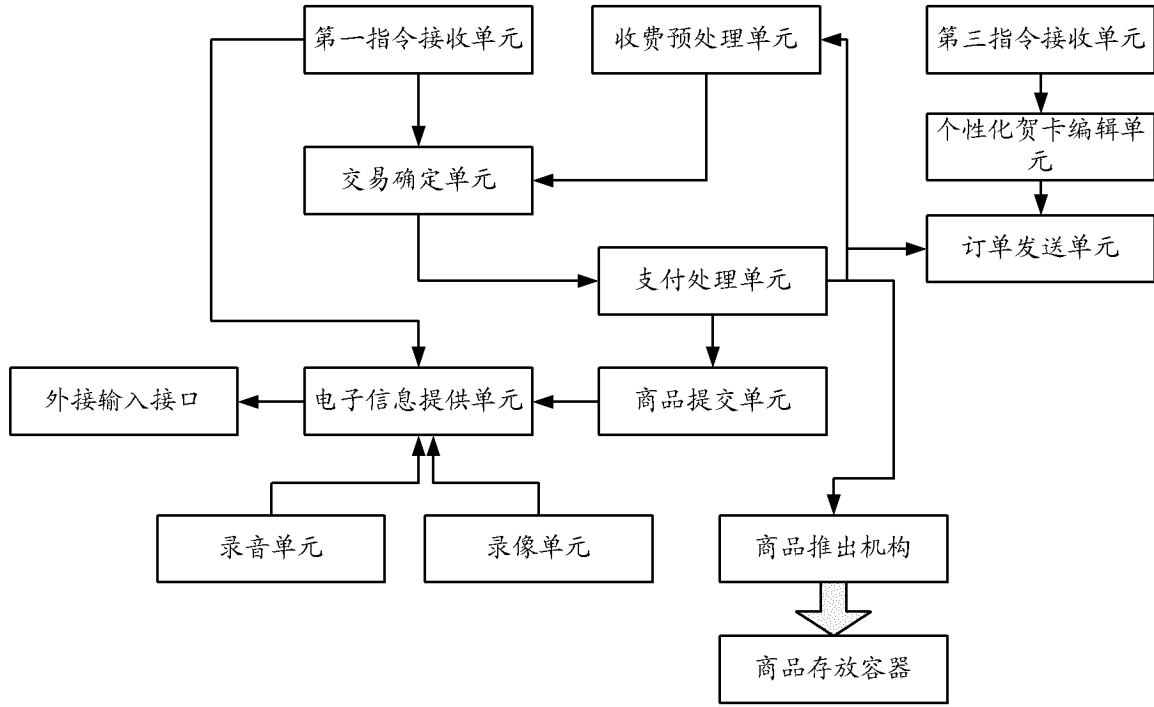 第一指令接收单元
收费预处理单元
第三指令接收单元
个性化贺卡编辑单
元
交易确定单元
订单发送单元
支付处理单元
外接输入接口
电子信息提供单元
商品提交单元
录音单元
录像单元
商品推出机构
商品存放容器